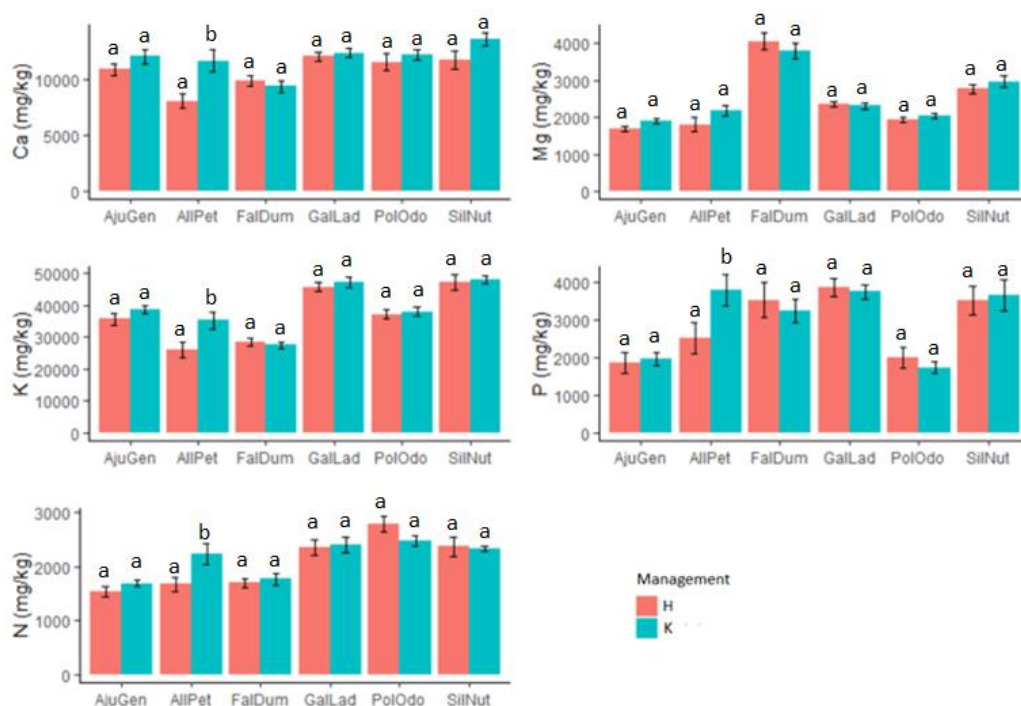 Ca (mg/kg)
10000
5000
0
a a a b a a a a a a a a
AjuGen AllPet FalDum GalLad PolOdo SilNut
Mg (mg/kg)
4000
3000
2000
1000
0
a a a a a a a a a a a a
AjuGen AllPet FalDum GalLad PolOdo SilNut
K (mg/kg)
50000
40000
30000
20000
10000
0
a a a b a a a a a a a a
AjuGen AllPet FalDum GalLad PolOdo SilNut
P (mg/kg)
4000
3000
2000
1000
0
a a a b a a a a a a a a
AjuGen AllPet FalDum GalLad PolOdo SilNut
N (mg/kg)
3000
2000
1000
0
a a a b a a a a a a a a
AjuGen AllPet FalDum GalLad PolOdo SilNut
Management
H
K